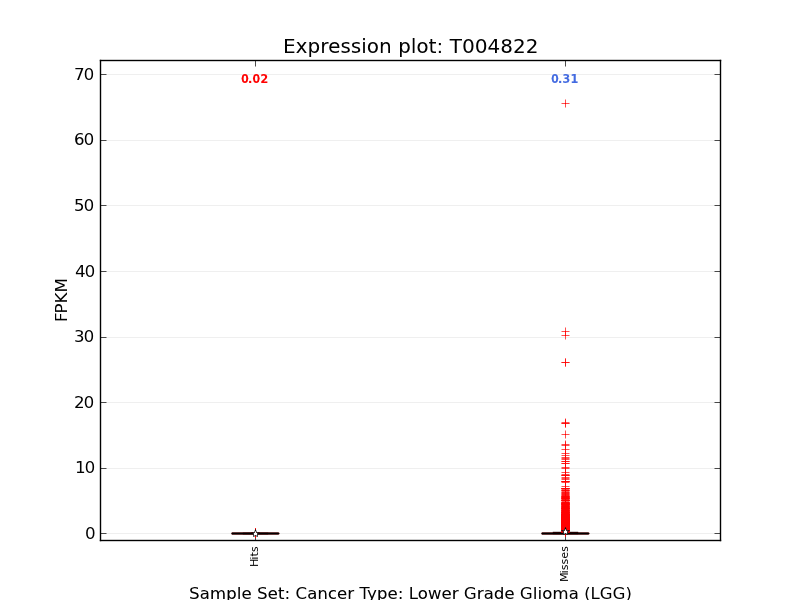 Expression plot: T004822
0.02
0.31
70
60
50
40
30
20
10
0
FPKM
Hits
Misses
Sample Set: Cancer Type: Lower Grade Glioma (LGG)